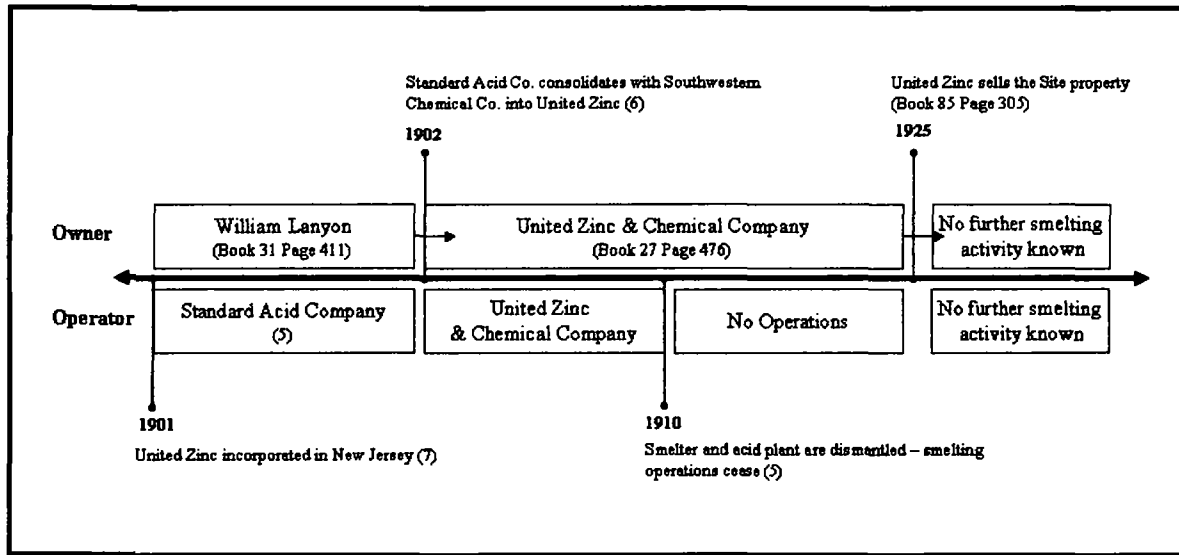 Standard Acid Co. consolidates with Southwestern
Chemical Co. into United Zinc (6)
1902
United Zinc sells the Site property
(Book 85 Page 305)
1925
Owner
William Lanyon
(Book 31 Page 411)
United Zinc & Chemical Company
(Book 27 Page 476)
No further smelting
activity known
Operator
Standard Acid Company
(5)
United Zinc
& Chemical Company
No Operations
No further smelting
activity known
1901
United Zinc incorporated in New Jersey (7)
1910
Smelter and acid plant are dismantled – smelting
operations cease (5)